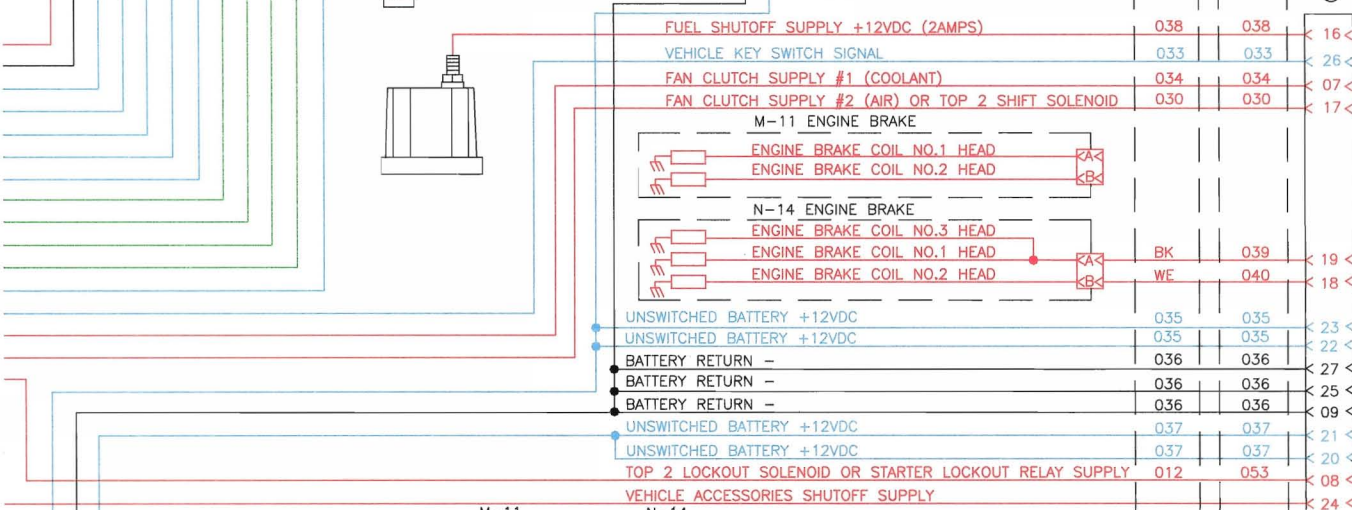 FUEL SHUTOFF SUPPLY +12VDC (2AMPS) 038 038 16
VEHICLE KEY SWITCH SIGNAL 033 033 26
FAN CLUTCH SUPPLY #1 (COOLANT) 034 034 07
FAN CLUTCH SUPPLY #2 (AIR) OR TOP 2 SHIFT SOLENOID 030 030 17
M-11 ENGINE BRAKE
ENGINE BRAKE COIL NO.1 HEAD A
ENGINE BRAKE COIL NO.2 HEAD B
N-14 ENGINE BRAKE
ENGINE BRAKE COIL NO.3 HEAD
ENGINE BRAKE COIL NO.1 HEAD A BK 039 19
ENGINE BRAKE COIL NO.2 HEAD B WE 040 18
UNSWITCHED BATTERY +12VDC 035 035 23
UNSWITCHED BATTERY +12VDC 035 035 22
BATTERY RETURN - 036 036 27
BATTERY RETURN - 036 036 25
BATTERY RETURN - 036 036 09
UNSWITCHED BATTERY +12VDC 037 037 21
UNSWITCHED BATTERY +12VDC 037 037 20
TOP 2 LOCKOUT SOLENOID OR STARTER LOCKOUT RELAY SUPPLY 012 053 08
VEHICLE ACCESSORIES SHUTOFF SUPPLY 24